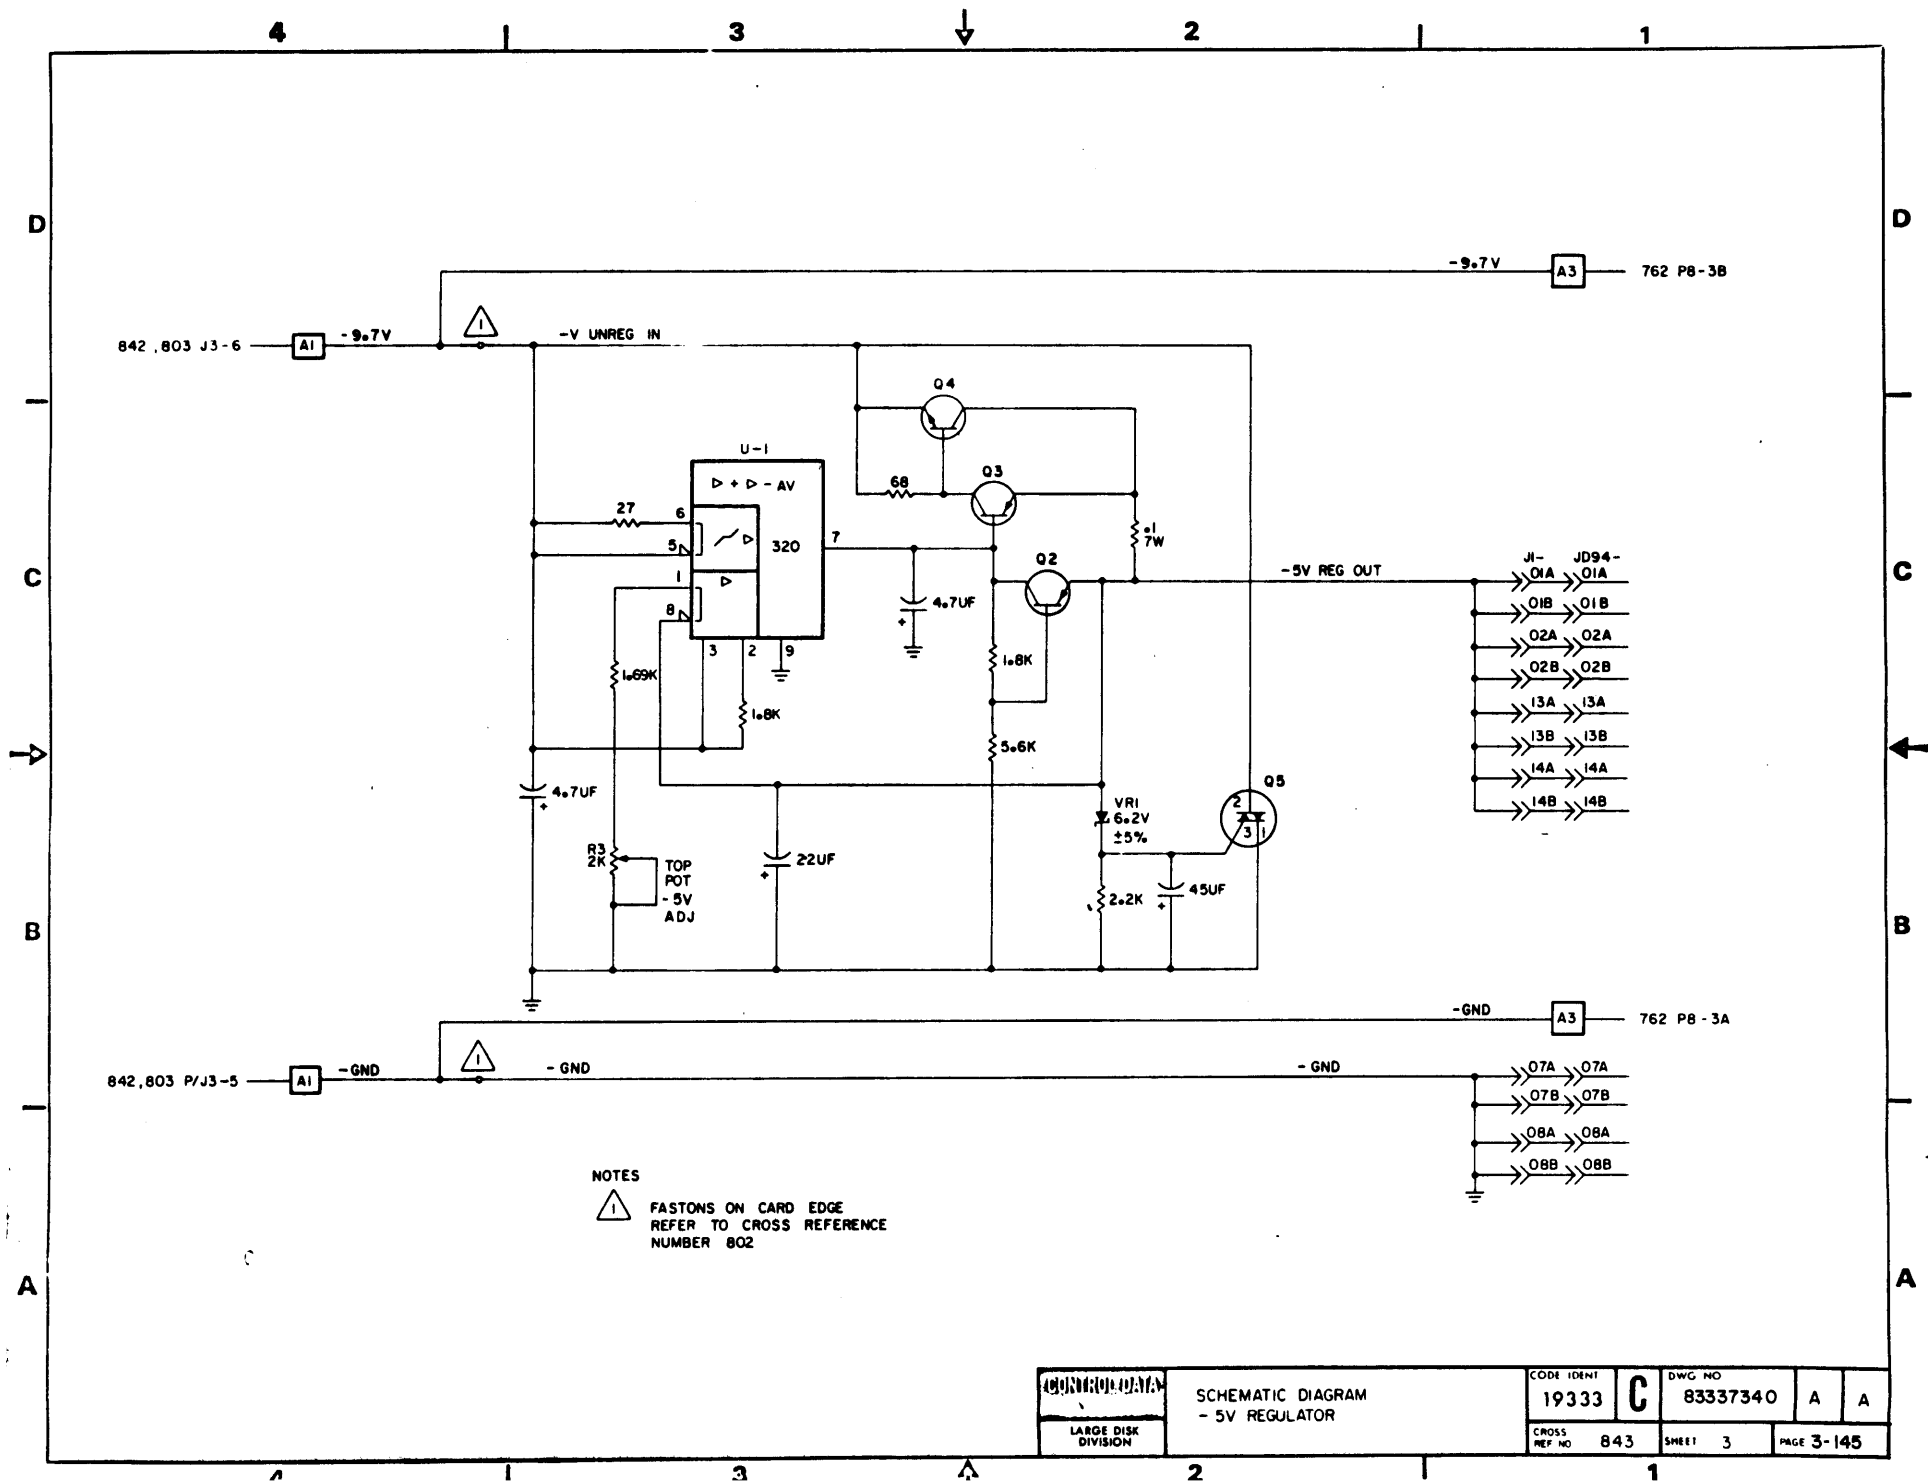 4 3 2 1
D D
-9.7V A3 762 P8-3B
842,803 J3-6 A1 -9.7V 1 -V UNREG IN
Q4
U-1
▷ + ▷ - AV
68 Q3
27 6
5 320 7
.1
7W
Q2
J1- JD94-
C C
1
-5V REG OUT
01A 01A
8
4.7UF
+
01B 01B
02A 02A
3 2 9
1.8K
1.69K
02B 02B
1.8K
13A 13A
5.6K
13B 13B
14A 14A
4.7UF
+
VR1
6.2V
±5%
Q5
2
3 1
14B 14B
R3
2K
TOP
POT
-5V
ADJ
22UF
+
2.2K
45UF
+
B B
-GND A3 762 P8-3A
842,803 P/J3-5 A1 -GND 1 -GND -GND
07A 07A
07B 07B
08A 08A
08B 08B
NOTES
1 FASTONS ON CARD EDGE
REFER TO CROSS REFERENCE
NUMBER 802
A A
CONTROL DATA
LARGE DISK
DIVISION
SCHEMATIC DIAGRAM
- 5V REGULATOR
CODE IDENT
19333
C
DWG NO
83337340
A A
CROSS
REF NO 843
SHEET 3
PAGE 3-145
3 2 1